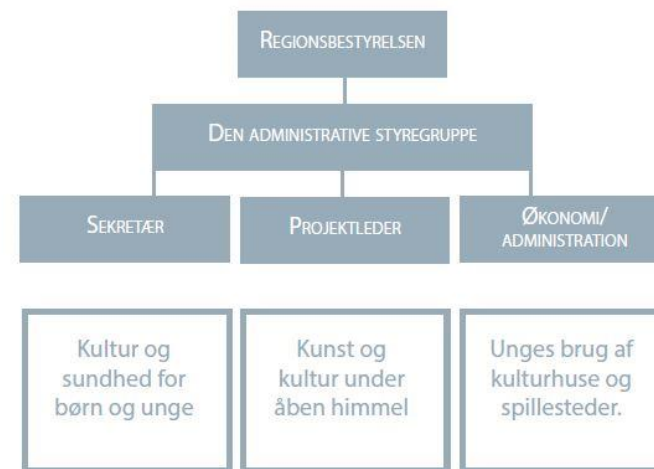 Regionsbestyrelsen
Den administrative styregruppe
Sekretær
Projektleder
Økonomi/
administration
Kultur og
sundhed for
børn og unge
Kunst og
kultur under
åben himmel
Unges brug af
kulturhuse og
spillesteder.